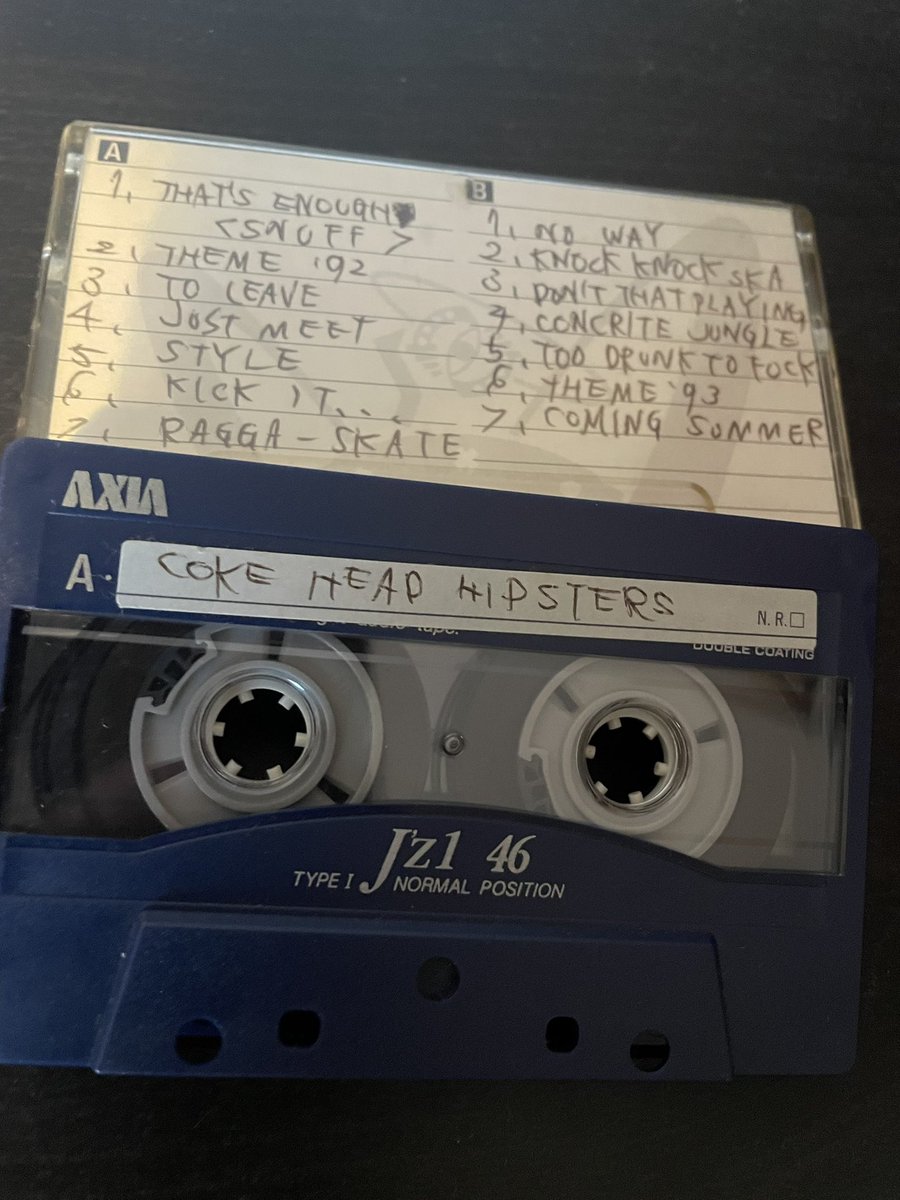 A
1, THAT'S ENOUGH
<SNUFF>
2, THEME '92
3, TO LEAVE
4, JUST MEET
5, STYLE
6, KICK IT...
7, RAGGA-SKATE
B
1, NO WAY
2, KNOCK KNOCK SKA
3, DON'T THAT PLAYING
4, CONCRITE JUNGLE
5, TOO DRUNK TO FUCK
6, THEME '93
7, COMING SUMMER
AXIA
A. COKE HEAD HIPSTERS
N.R.□
audio tape.
DOUBLE COATING
J'z1 46
TYPE I NORMAL POSITION